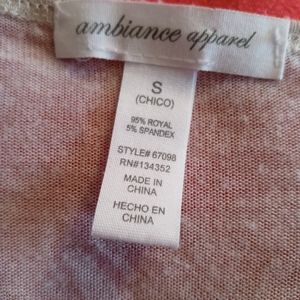 ambiance apparel
S
(CHICO)
95% ROYAL
5% SPANDEX
STYLE# 67098
RN#134352
MADE IN
CHINA
HECHO EN
CHINA